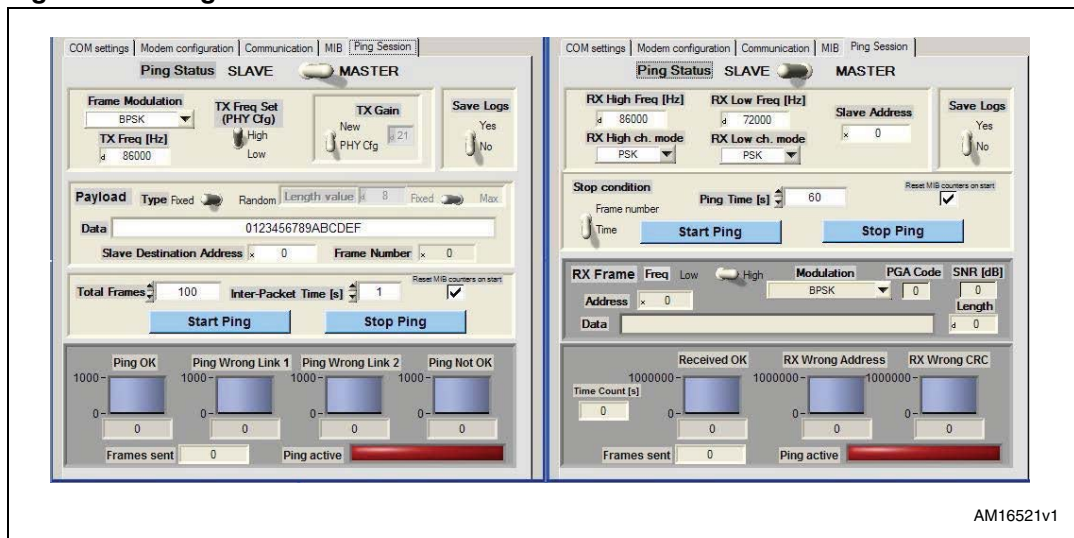 COM settings Modem configuration Communication MIB Ping Session
Ping Status SLAVE MASTER
Frame Modulation
BPSK
TX Freq [Hz]
d 86000
TX Freq Set
(PHY Cfg)
High
Low
TX Gain
New
PHY Cfg
21
Save Logs
Yes
No
Payload Type Fixed Random Length value 8 Fixed Max
Data 0123456789ABCDEF
Slave Destination Address x 0 Frame Number x 0
Total Frames 100 Inter-Packet Time [s] 1 Reset MIB counters on start
Start Ping Stop Ping
Ping OK Ping Wrong Link 1 Ping Wrong Link 2 Ping Not OK
1000 1000 1000 1000
0 0 0 0
0 0 0 0
Frames sent 0 Ping active
COM settings Modem configuration Communication MIB Ping Session
Ping Status SLAVE MASTER
RX High Freq [Hz] RX Low Freq [Hz]
d 86000 d 72000
RX High ch. mode RX Low ch. mode
PSK PSK
Slave Address
x 0
Save Logs
Yes
No
Stop condition
Frame number
Time
Ping Time [s] 60
Reset MIB counters on start
Start Ping Stop Ping
RX Frame Freq Low High Modulation PGA Code SNR [dB]
BPSK 0 0
Address x 0
Length
Data d 0
Received OK RX Wrong Address RX Wrong CRC
1000000 1000000 1000000
Time Count [s]
0
0 0 0
0 0 0
Frames sent 0 Ping active
AM16521v1